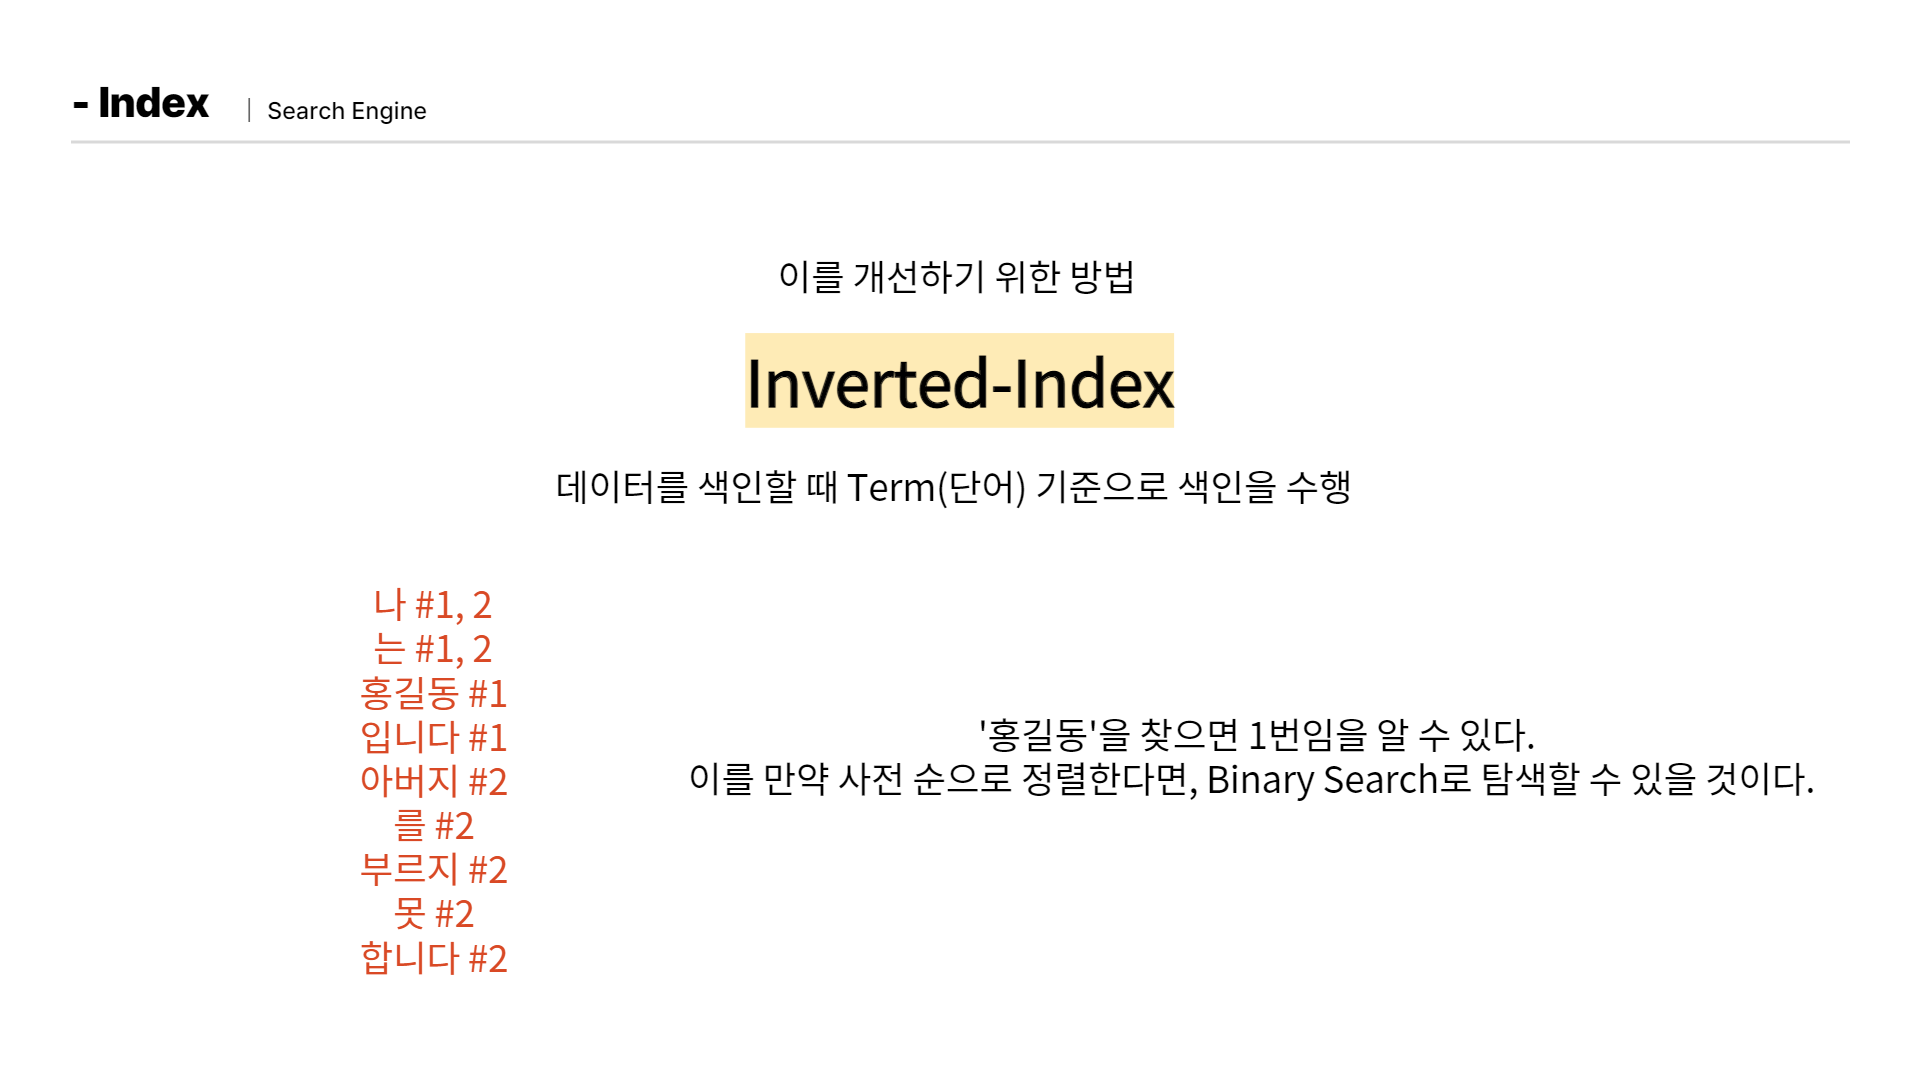 - Index
Search Engine
이를 개선하기 위한 방법
Inverted-Index
데이터를 색인할 때 Term(단어) 기준으로 색인을 수행
나 #1, 2
는 #1, 2
홍길동 #1
입니다 #1
아버지 #2
를 #2
부르지 #2
못 #2
합니다 #2
'홍길동'을 찾으면 1번임을 알 수 있다.
이를 만약 사전 순으로 정렬한다면, Binary Search로 탐색할 수 있을 것이다.